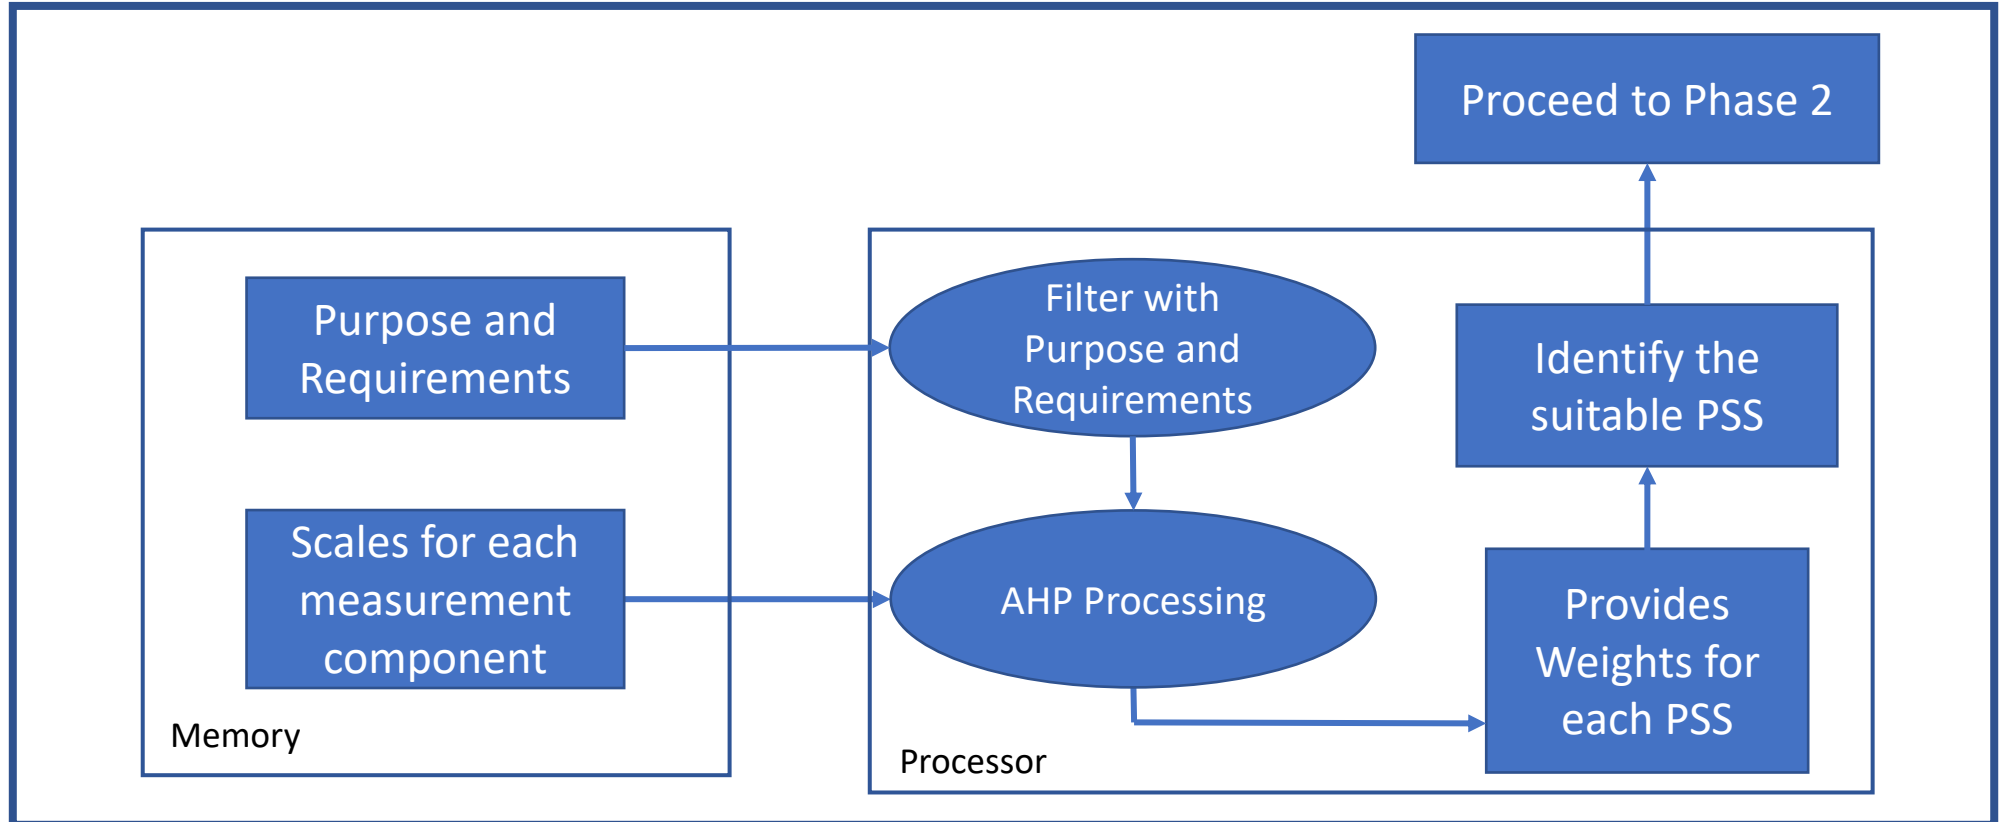 Proceed to Phase 2
Purpose and
Requirements
Filter with
Purpose and
Requirements
Identify the
suitable PSS
Scales for each
measurement
component
AHP Processing
Provides
Weights for
each PSS
Memory
Processor